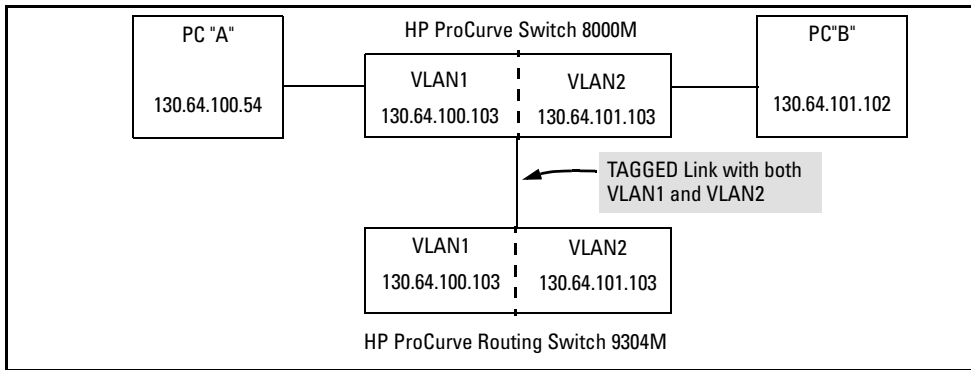 PC "A"
HP ProCurve Switch 8000M
PC"B"
VLAN1
VLAN2
130.64.100.54
130.64.100.103
130.64.101.103
130.64.101.102
TAGGED Link with both
VLAN1 and VLAN2
VLAN1
VLAN2
130.64.100.103
130.64.101.103
HP ProCurve Routing Switch 9304M